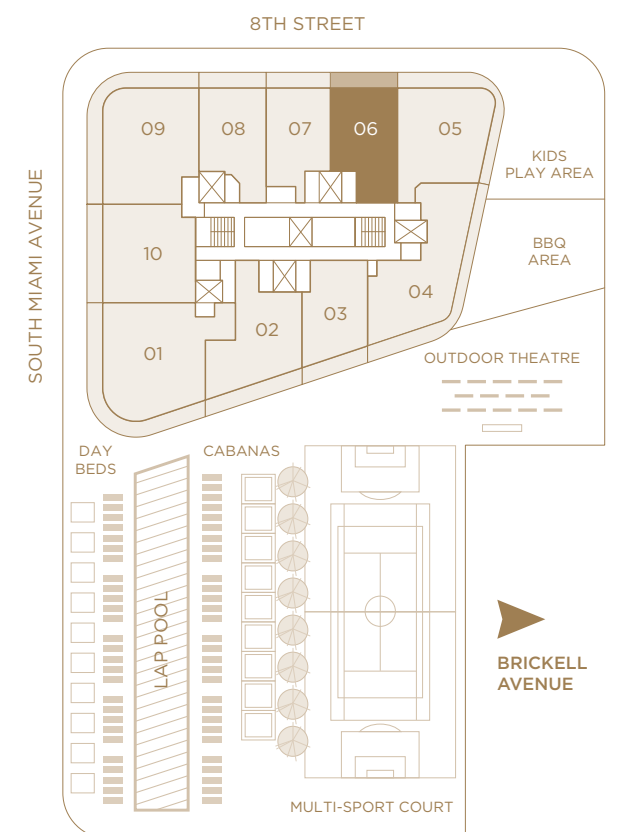 8TH STREET
SOUTH MIAMI AVENUE
09
08
07
06
05
KIDS
PLAY AREA
10
BBQ
AREA
04
03
02
01
OUTDOOR THEATRE
DAY
BEDS
CABANAS
LAP POOL
BRICKELL
AVENUE
MULTI-SPORT COURT